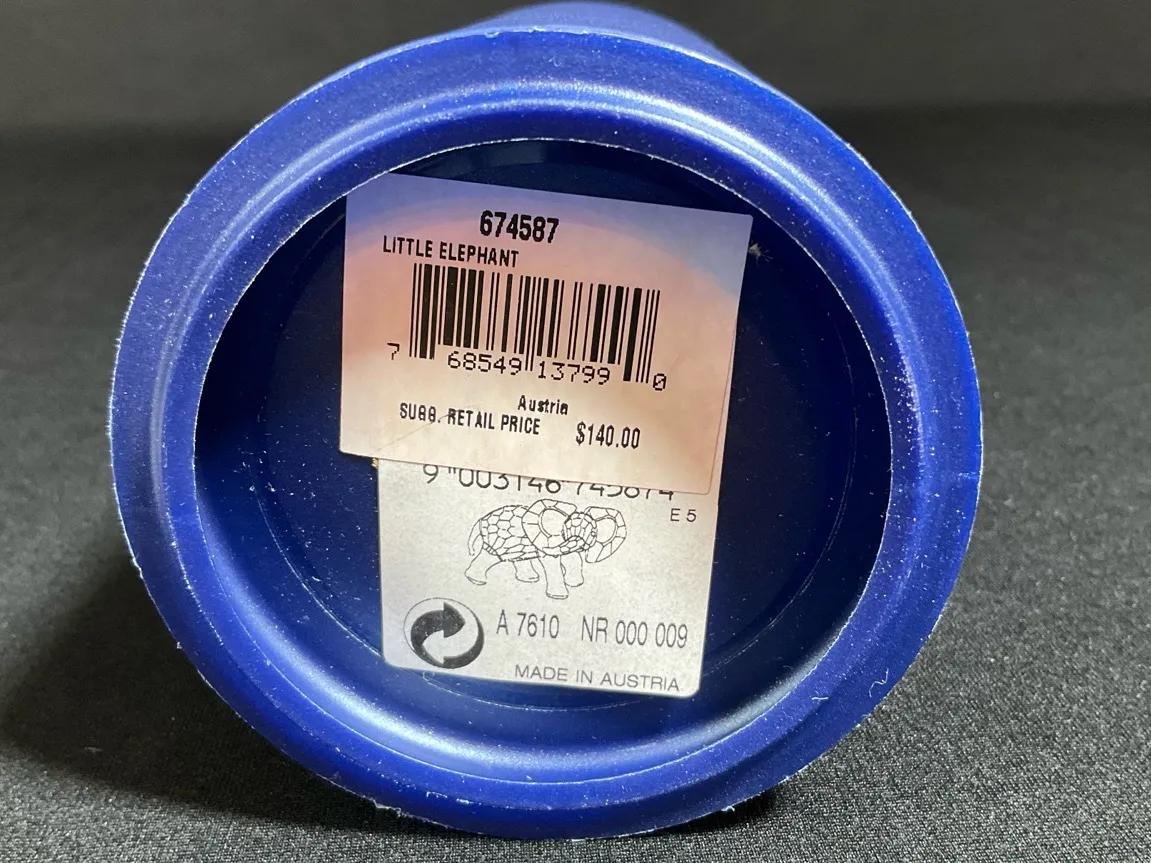 674587
LITTLE ELEPHANT
7 68549 13799 0
Austria
SUGG. RETAIL PRICE $140.00
9 003146 745874
E 5
A 7610 NR 000 009
MADE IN AUSTRIA